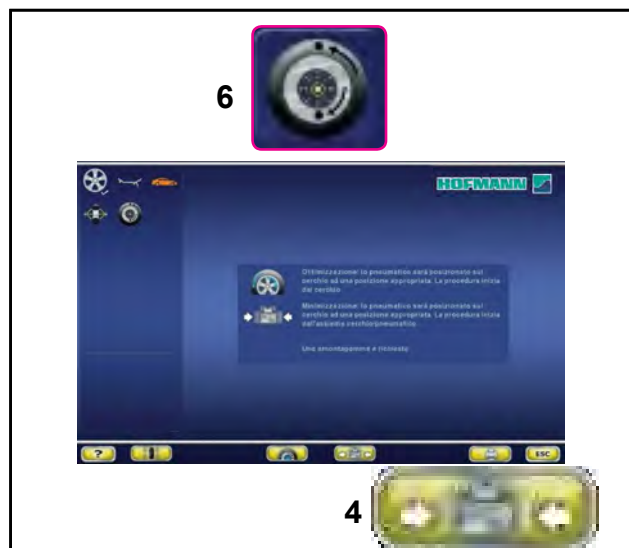 6
HOFMANN
Ottimizzazione: lo pneumatico sarà posizionato sul
cerchio ad una posizione appropriata. La procedura inizia
dal cerchio.
Minimizzazione: lo pneumatico sarà posizionato sul
cerchio ad una posizione appropriata. La procedura inizia
dall'assieme cerchio/pneumatico.
Uno smontaggio è richiesto
?
ESC
4